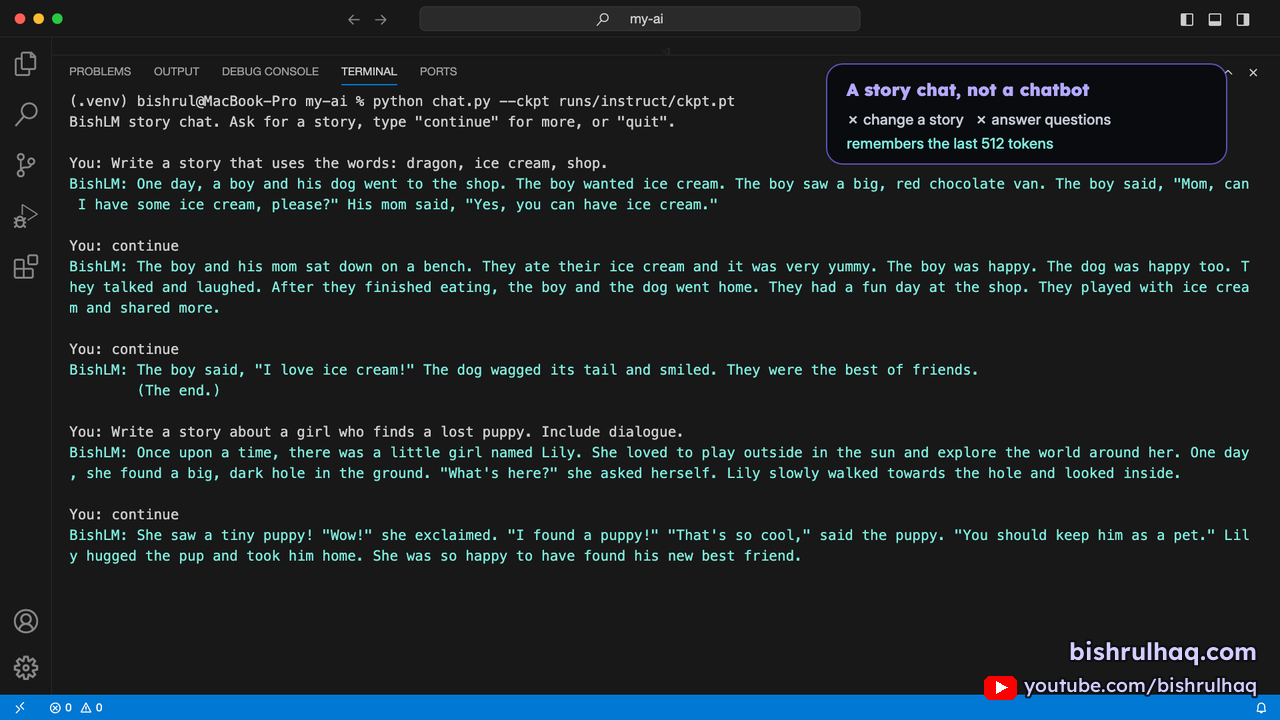 my-ai
PROBLEMS OUTPUT DEBUG CONSOLE TERMINAL PORTS
A story chat, not a chatbot
× change a story × answer questions
remembers the last 512 tokens
(.venv) bishrul@MacBook-Pro my-ai % python chat.py --ckpt runs/instruct/ckpt.pt
BishLM story chat. Ask for a story, type "continue" for more, or "quit".
You: Write a story that uses the words: dragon, ice cream, shop.
BishLM: One day, a boy and his dog went to the shop. The boy wanted ice cream. The boy saw a big, red chocolate van. The boy said, "Mom, can
I have some ice cream, please?" His mom said, "Yes, you can have ice cream."
You: continue
BishLM: The boy and his mom sat down on a bench. They ate their ice cream and it was very yummy. The boy was happy. The dog was happy too. T
hey talked and laughed. After they finished eating, the boy and the dog went home. They had a fun day at the shop. They played with ice crea
m and shared more.
You: continue
BishLM: The boy said, "I love ice cream!" The dog wagged its tail and smiled. They were the best of friends.
(The end.)
You: Write a story about a girl who finds a lost puppy. Include dialogue.
BishLM: Once upon a time, there was a little girl named Lily. She loved to play outside in the sun and explore the world around her. One day
, she found a big, dark hole in the ground. "What's here?" she asked herself. Lily slowly walked towards the hole and looked inside.
You: continue
BishLM: She saw a tiny puppy! "Wow!" she exclaimed. "I found a puppy!" "That's so cool," said the puppy. "You should keep him as a pet." Lil
y hugged the pup and took him home. She was so happy to have found his new best friend.
bishrulhaq.com
youtube.com/bishrulhaq
0 0